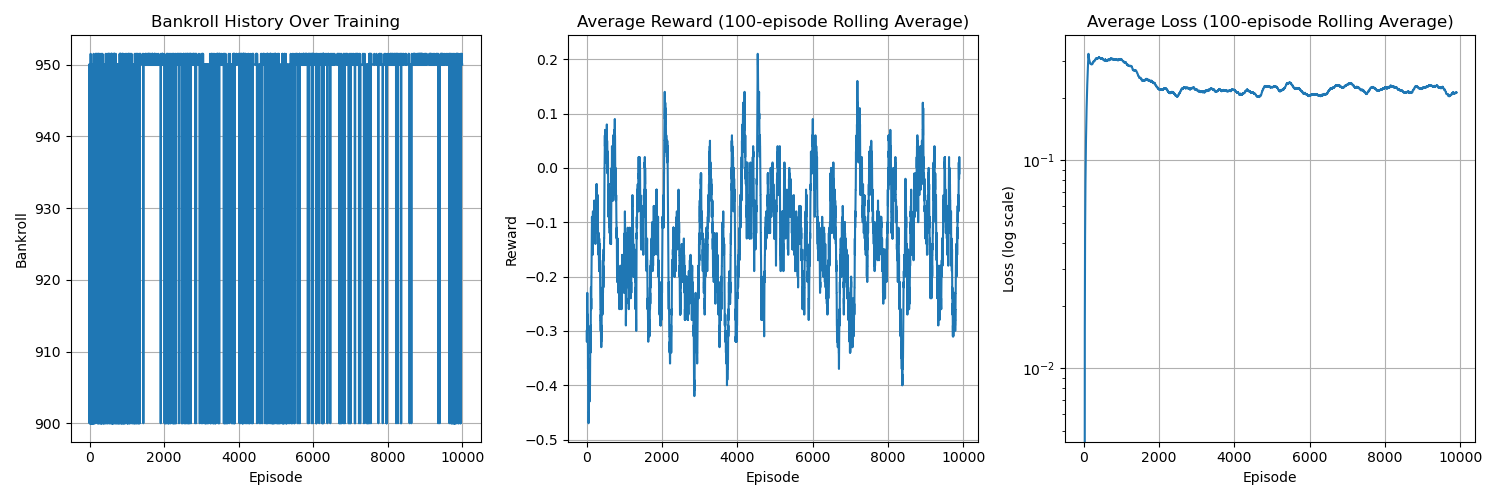 Bankroll History Over Training
Bankroll
950
940
930
920
910
900
0 2000 4000 6000 8000 10000
Episode
Average Reward (100-episode Rolling Average)
Reward
0.2
0.1
0.0
−0.1
−0.2
−0.3
−0.4
−0.5
0 2000 4000 6000 8000 10000
Episode
Average Loss (100-episode Rolling Average)
Loss (log scale)
10⁻¹
10⁻²
0 2000 4000 6000 8000 10000
Episode